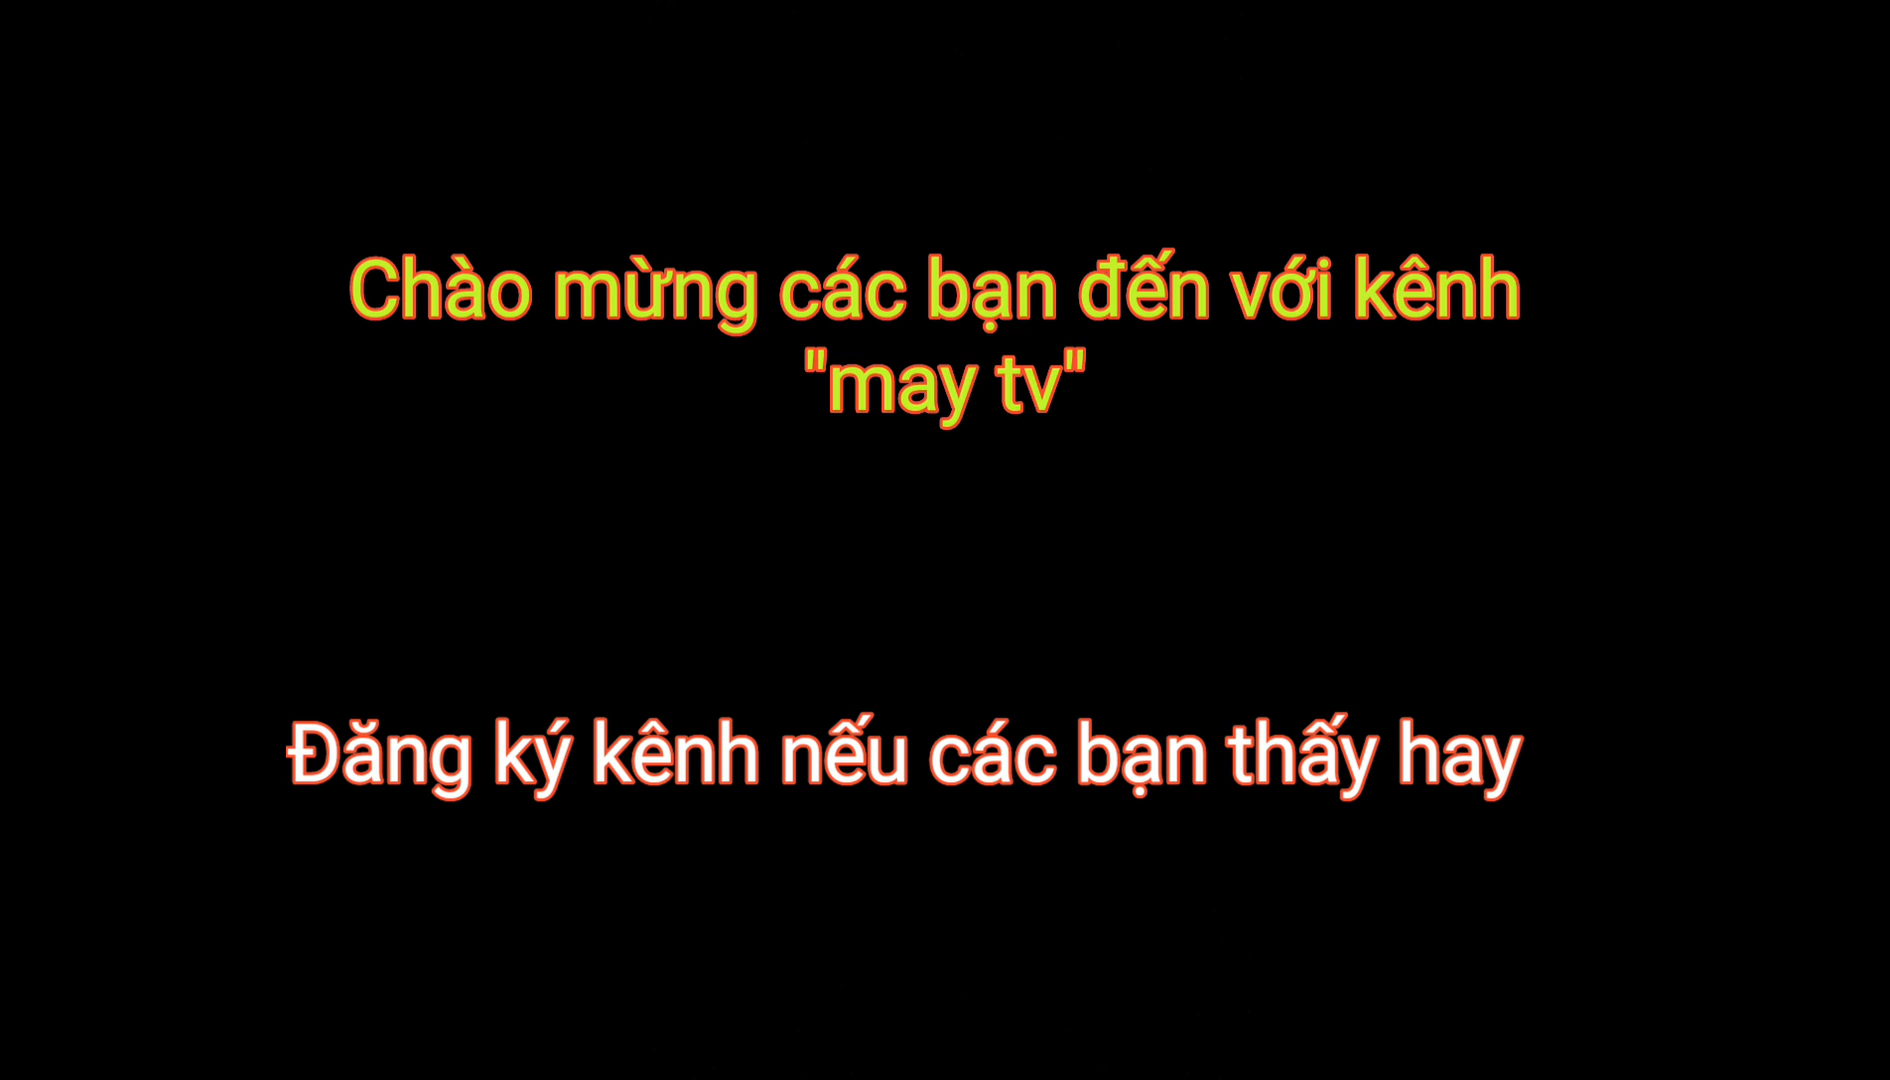 Chào mừng các bạn đến với kênh
"may tv"
Đăng ký kênh nếu các bạn thấy hay